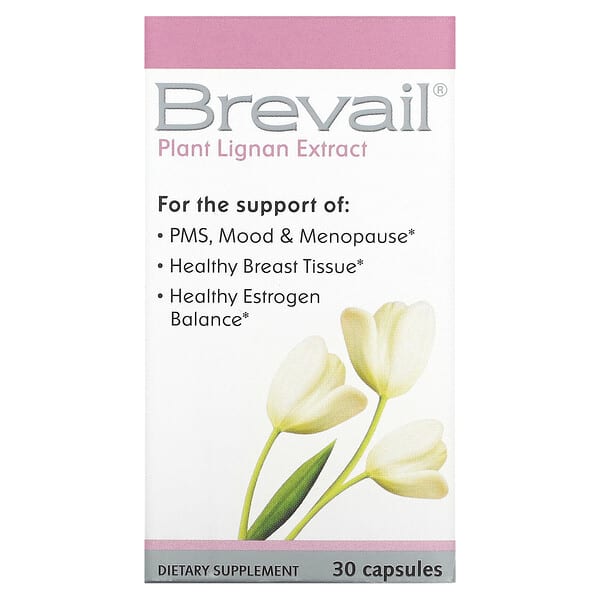 Brevail®
Plant Lignan Extract
For the support of:
• PMS, Mood & Menopause*
• Healthy Breast Tissue*
• Healthy Estrogen
Balance*
DIETARY SUPPLEMENT 30 capsules